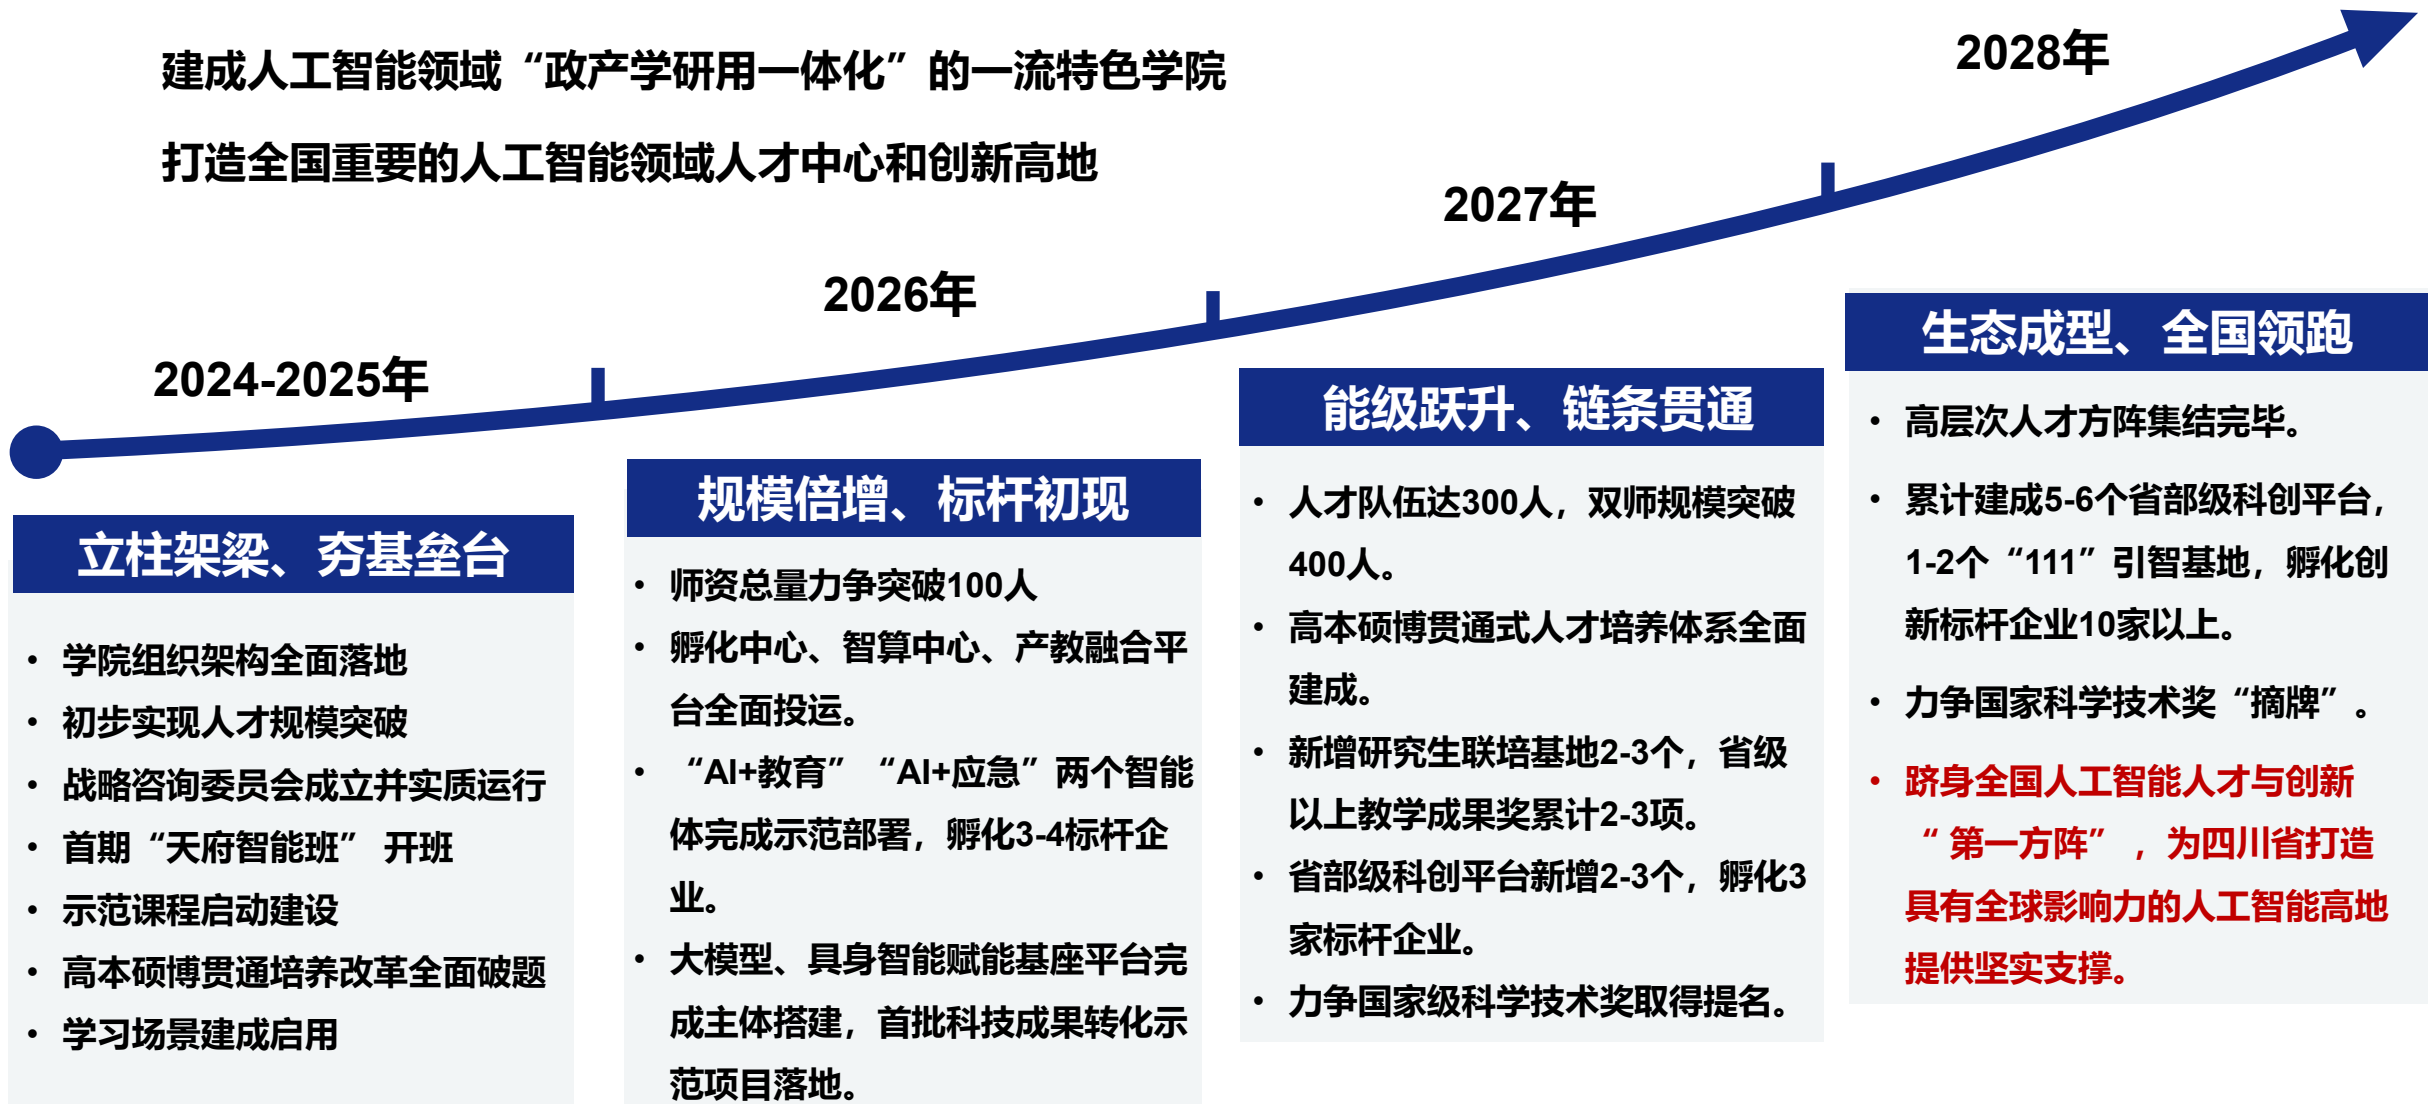 建成人工智能领域“政产学研用一体化”的一流特色学院
打造全国重要的人工智能领域人才中心和创新高地
2024-2025年
立柱架梁、夯基垒台
• 学院组织架构全面落地
• 初步实现人才规模突破
• 战略咨询委员会成立并实质运行
• 首期“天府智能班” 开班
• 示范课程启动建设
• 高本硕博贯通培养改革全面破题
• 学习场景建成启用
2026年
规模倍增、标杆初现
• 师资总量力争突破100人
• 孵化中心、智算中心、产教融合平
台全面投运。
• “AI+教育”“AI+应急”两个智能
体完成示范部署，孵化3-4标杆企
业。
• 大模型、具身智能赋能基座平台完
成主体搭建，首批科技成果转化示
范项目落地。
2027年
能级跃升、链条贯通
• 人才队伍达300人，双师规模突破
400人。
• 高本硕博贯通式人才培养体系全面
建成。
• 新增研究生联培基地2-3个，省级
以上教学成果奖累计2-3项。
• 省部级科创平台新增2-3个，孵化3
家标杆企业。
• 力争国家级科学技术奖取得提名。
2028年
生态成型、全国领跑
• 高层次人才方阵集结完毕。
• 累计建成5-6个省部级科创平台，
1-2个“111”引智基地，孵化创
新标杆企业10家以上。
• 力争国家科学技术奖“摘牌”。
• 跻身全国人工智能人才与创新
“ 第一方阵”，为四川省打造
具有全球影响力的人工智能高地
提供坚实支撑。